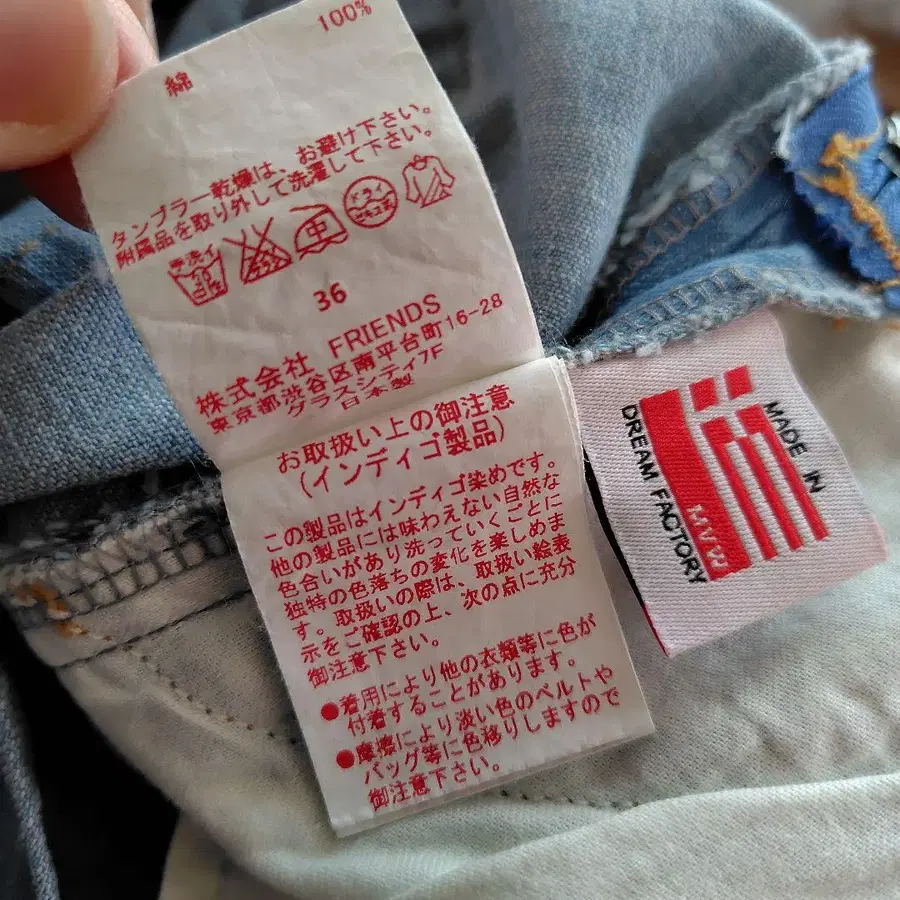 綿 100%
タンブラー乾燥は、お避け下さい。
附属品を取り外して洗濯して下さい。
手洗イ
ドライ
セキユ系
36
株式会社 FRIENDS
東京都渋谷区南平台町16-28
グラスシティ7F
日本製
お取扱い上の御注意
(インディゴ製品)
この製品はインディゴ染めです。
他の製品には味わえない自然な
色合いがあり洗っていくごとに
独特の色落ちの変化を楽しめま
す。取扱いの際は、取扱い絵表
示をご確認の上、次の点に充分
御注意下さい。
●着用により他の衣類等に色が
付着することがあります。
●摩擦により淡い色のベルトや
バッグ等に色移りしますので
御注意下さい。
MADE IN
DREAM FACTORY